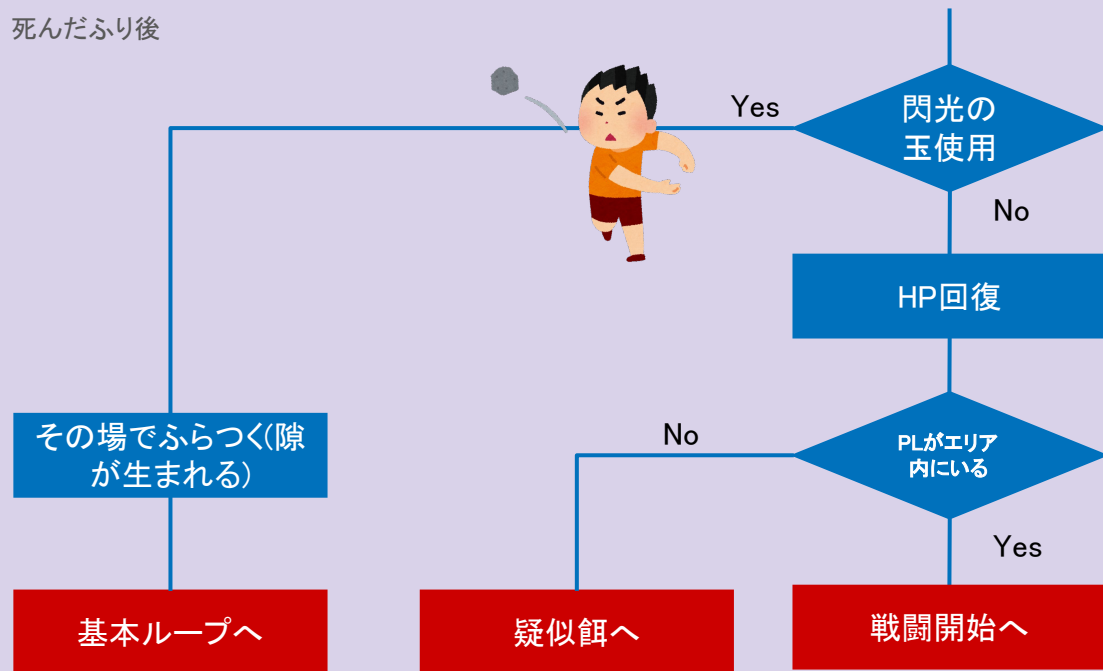 死んだふり後
Yes
閃光の
玉使用
No
HP回復
その場でふらつく(隙
が生まれる)
No
PLがエリア
内にいる
Yes
基本ループへ
疑似餌へ
戦闘開始へ